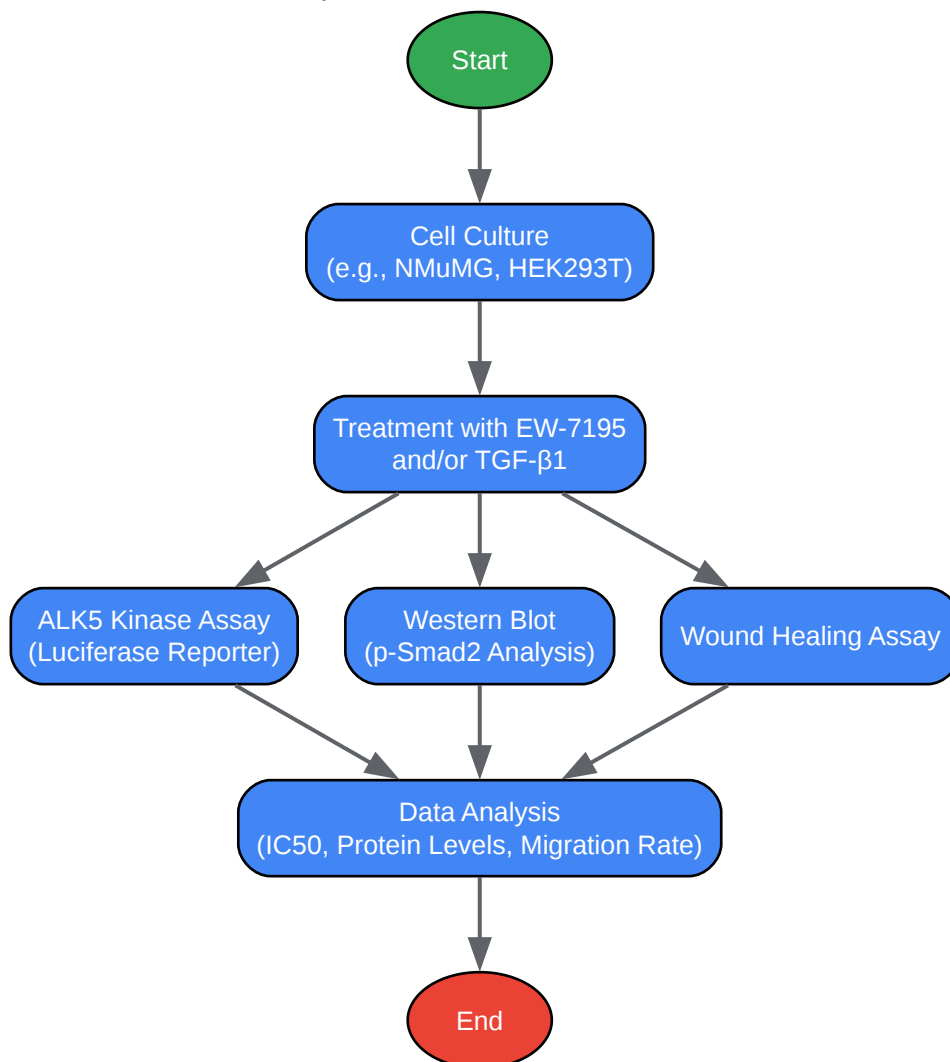 Start
Cell Culture
(e.g., NMuMG, HEK293T)
Treatment with EW-7195
and/or TGF-β1
ALK5 Kinase Assay
(Luciferase Reporter)
Western Blot
(p-Smad2 Analysis)
Wound Healing Assay
Data Analysis
(IC50, Protein Levels, Migration Rate)
End